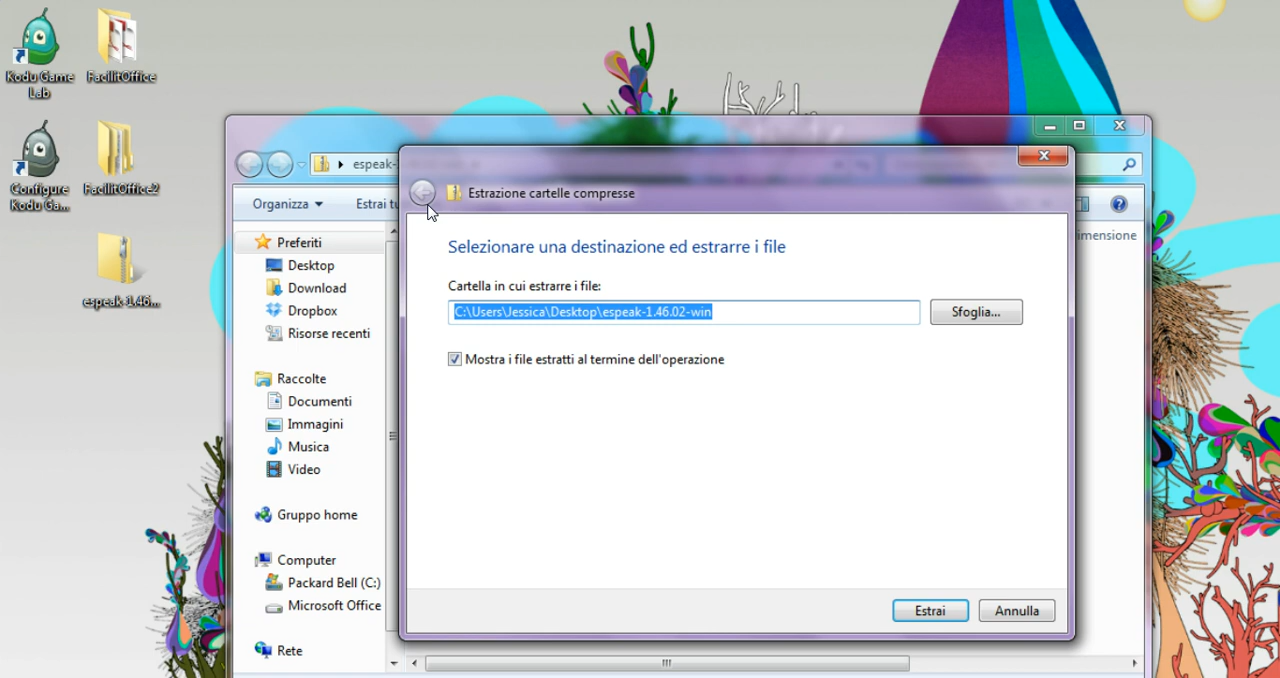 Kodu Game
Lab
FacilitOffice
Configure
Kodu Ga...
FacilitOffice2
espeak-1.46...
espeak-
Organizza
Estrai tu
imensione
Preferiti
Desktop
Download
Dropbox
Risorse recenti
Raccolte
Documenti
Immagini
Musica
Video
Gruppo home
Computer
Packard Bell (C:)
Microsoft Office
Rete
Estrazione cartelle compresse
Selezionare una destinazione ed estrarre i file
Cartella in cui estrarre i file:
C:\Users\Jessica\Desktop\espeak-1.46.02-win
Sfoglia...
Mostra i file estratti al termine dell'operazione
Estrai
Annulla